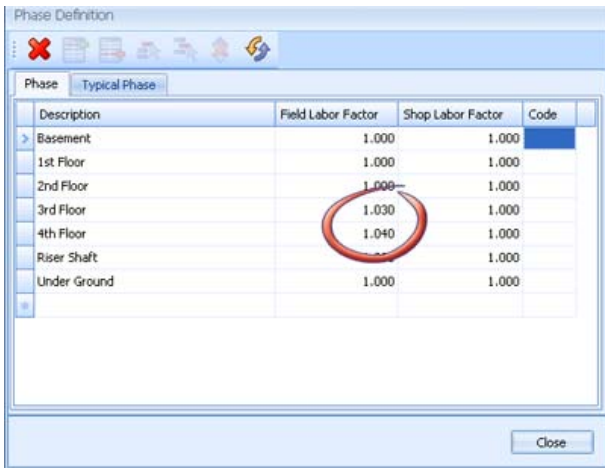 Phase Definition
Phase Typical Phase
Description Field Labor Factor Shop Labor Factor Code
Basement 1.000 1.000
1st Floor 1.000 1.000
2nd Floor 1.000 1.000
3rd Floor 1.030 1.000
4th Floor 1.040 1.000
Riser Shaft 1.000
Under Ground 1.000 1.000
Close